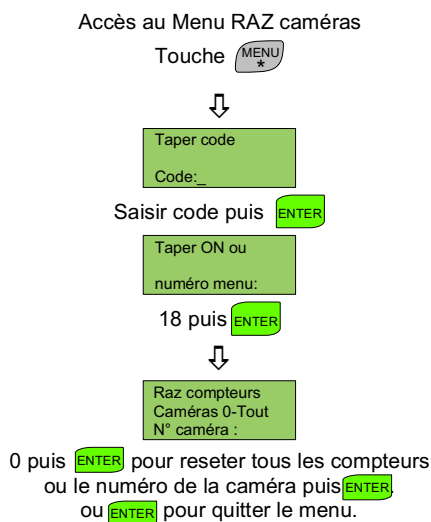 Accès au Menu RAZ caméras
Touche MENU *
Taper code
Code:_
Saisir code puis ENTER
Taper ON ou
numéro menu:
18 puis ENTER
Raz compteurs
Caméras 0-Tout
N° caméra :
0 puis ENTER pour reseter tous les compteurs
ou le numéro de la caméra puis ENTER.
ou ENTER pour quitter le menu.